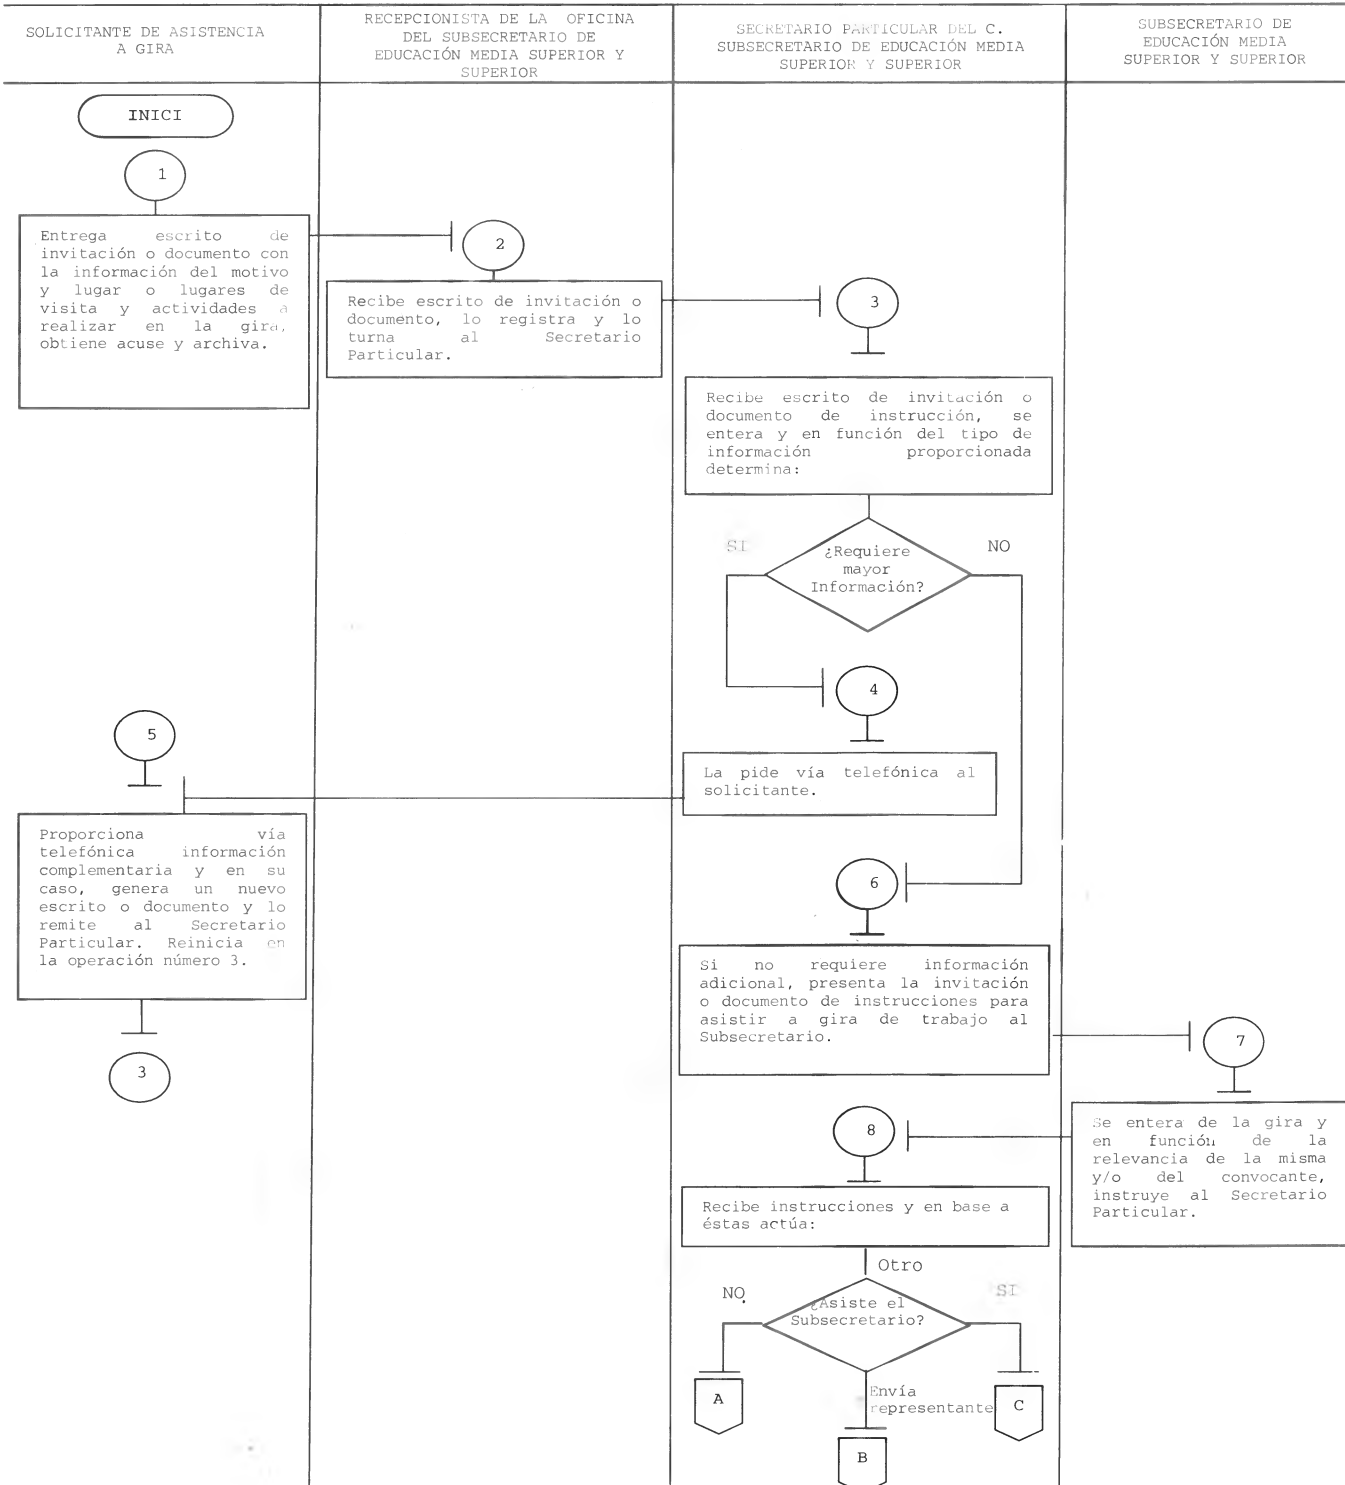 SOLICITANTE DE ASISTENCIA
A GIRA
RECEPCIONISTA DE LA OFICINA
DEL SUBSECRETARIO DE
EDUCACIÓN MEDIA SUPERIOR Y
SUPERIOR
SECRETARIO PARTICULAR DEL C.
SUBSECRETARIO DE EDUCACIÓN MEDIA
SUPERIOR Y SUPERIOR
SUBSECRETARIO DE
EDUCACIÓN MEDIA
SUPERIOR Y SUPERIOR
INICI
1
Entrega escrito de
invitación o documento con
la información del motivo
y lugar o lugares de
visita y actividades a
realizar en la gira,
obtiene acuse y archiva.
2
Recibe escrito de invitación o
documento, lo registra y lo
turna al Secretario
Particular.
3
Recibe escrito de invitación o
documento de instrucción, se
entera y en función del tipo de
información proporcionada
determina:
SI
¿Requiere
mayor
Información?
NO
4
La pide vía telefónica al
solicitante.
5
Proporciona vía
telefónica información
complementaria y en su
caso, genera un nuevo
escrito o documento y lo
remite al Secretario
Particular. Reinicia en
la operación número 3.
3
6
Si no requiere información
adicional, presenta la invitación
o documento de instrucciones para
asistir a gira de trabajo al
Subsecretario.
7
Se entera de la gira y
en función de la
relevancia de la misma
y/o del convocante,
instruye al Secretario
Particular.
8
Recibe instrucciones y en base a
éstas actúa:
Otro
NO
¿Asiste el
Subsecretario?
SI
A
Envía
representante
C
B